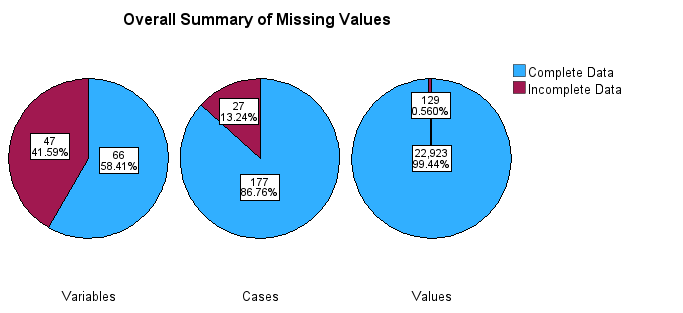 Overall Summary of Missing Values
Complete Data
Incomplete Data
47
41.59%
66
58.41%
27
13.24%
177
86.76%
129
0.560%
22,923
99.44%
Variables
Cases
Values